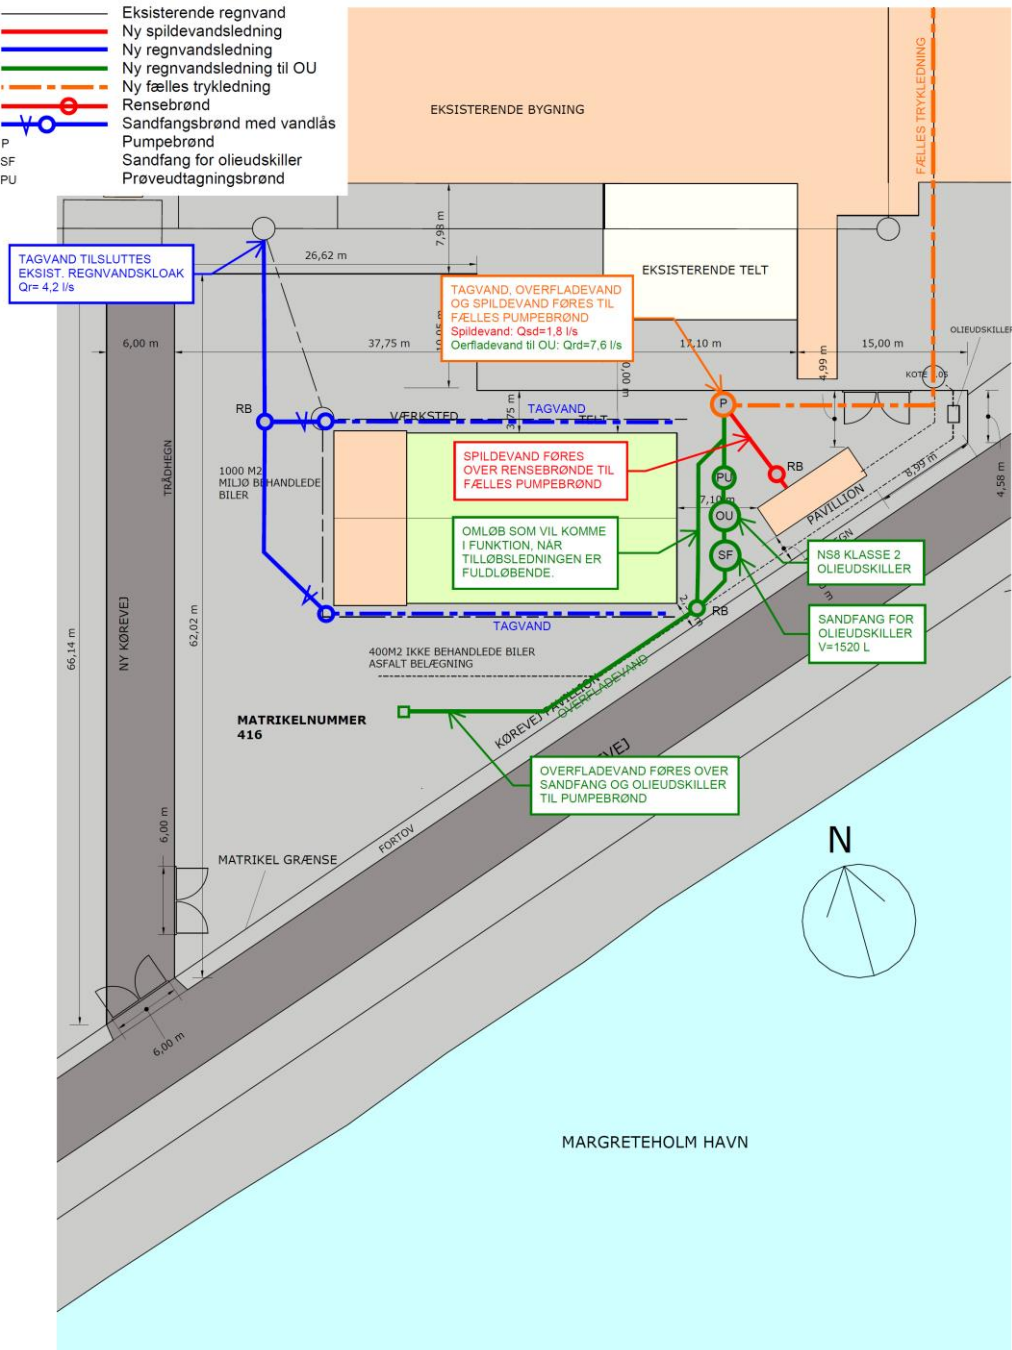 Eksisterende regnvand
Ny spildevandsledning
Ny regnvandsledning
Ny regnvandsledning til OU
Ny fælles trykledning
Rensebrønd
Sandfangsbrønd med vandlås
P Pumpebrønd
SF Sandfang for olieudskiller
PU Prøveudtagningsbrønd
FÆLLES TRYKLEDNING
EKSISTERENDE BYGNING
7,98 m
TAGVAND TILSLUTTES
EKSIST. REGNVANDSKLOAK
Qr= 4,2 l/s
26,62 m
EKSISTERENDE TELT
TAGVAND, OVERFLADEVAND
OG SPILDEVAND FØRES TIL
FÆLLES PUMPEBRØND
Spildevand: Qsd=1,8 l/s
Oerfladevand til OU: Qrd=7,6 l/s
OLIEUDSKILLER
6,00 m
37,75 m
17,10 m
15,00 m
4,99 m
KOTE
RB
VÆRKSTED
TAGVAND
TELT
P
TRÅDHEGN
1000 M2
MILJØ BEHANDLEDE
BILER
SPILDEVAND FØRES
OVER RENSEBRØNDE TIL
FÆLLES PUMPEBRØND
RB
PU
8,99 m
4,58 m
7,10 m
PAVILLION
OU
OMLØB SOM VIL KOMME
I FUNKTION, NÅR
TILLØBSLEDNINGEN ER
FULDLØBENDE.
SF
NS8 KLASSE 2
OLIEUDSKILLER
RB
SANDFANG FOR
OLIEUDSKILLER
V=1520 L
TAGVAND
NY KØREVEJ
66,14 m
62,02 m
400M2 IKKE BEHANDLEDE BILER
ASFALT BELÆGNING
KØREVEJ PAVILLION
OVERFLADEVAND
MATRIKELNUMMER
416
OVERFLADEVAND FØRES OVER
SANDFANG OG OLIEUDSKILLER
TIL PUMPEBRØND
6,00 m
FORTOV
MATRIKEL GRÆNSE
N
6,00 m
MARGRETEHOLM HAVN